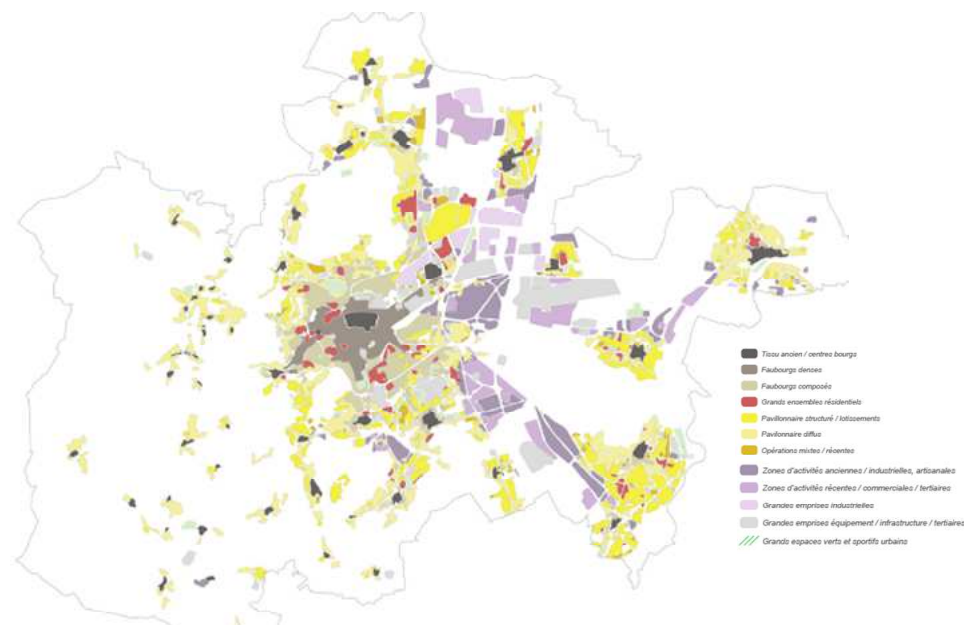 Tissu ancien / centres bourgs
Faubourgs denses
Faubourgs composés
Grands ensembles résidentiels
Pavillonnaire structuré / lotissements
Pavillonnaire diffus
Opérations mixtes / récentes
Zones d'activités anciennes / industrielles, artisanales
Zones d'activités récentes / commerciales / tertiaires
Grandes emprises industrielles
Grandes emprises équipement / infrastructure / tertiaires
Grands espaces verts et sportifs urbains